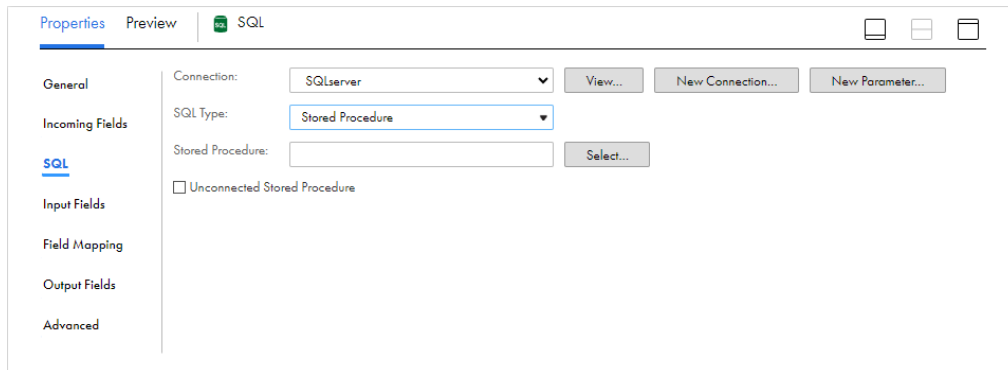 Properties Preview SQL SQL
General
Incoming Fields
SQL
Input Fields
Field Mapping
Output Fields
Advanced
Connection: SQLserver View... New Connection... New Parameter...
SQL Type: Stored Procedure
Stored Procedure: Select...
Unconnected Stored Procedure